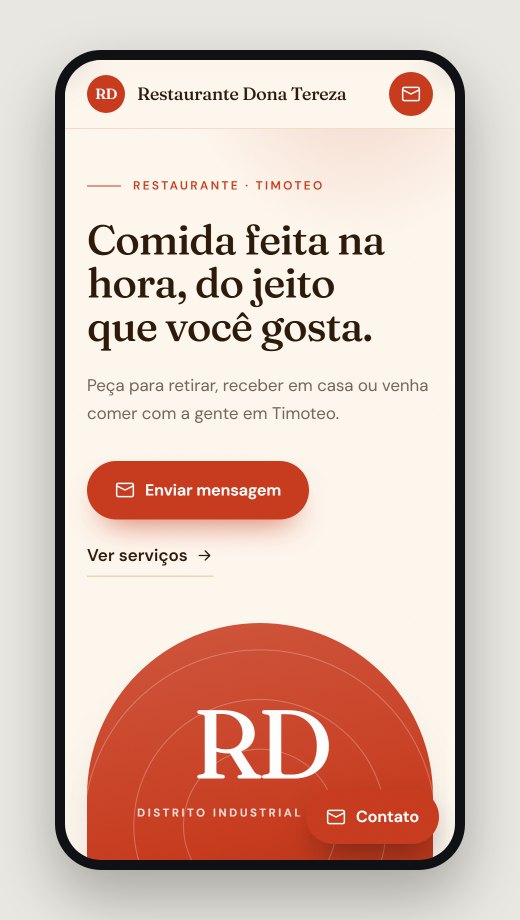 RD
Restaurante Dona Tereza
RESTAURANTE · TIMOTEO
Comida feita na
hora, do jeito
que você gosta.
Peça para retirar, receber em casa ou venha
comer com a gente em Timoteo.
Enviar mensagem
Ver serviços →
RD
DISTRITO INDUSTRIAL
Contato